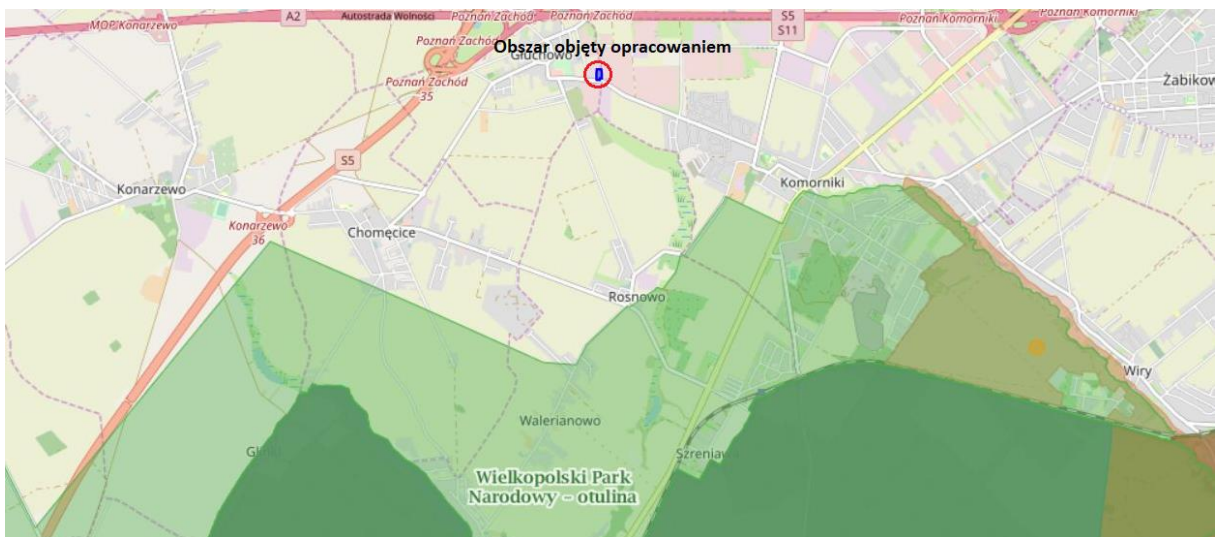 A2
Autostrada Wolności
Poznań Zachód
Poznań Zachód
S5
S11
Poznań Komorniki
Poznań Komorniki
MOP Konarzewo
Poznań Zachód
Obszar objęty opracowaniem
Głuchowo
Poznań Zachód
35
Żabikow
S5
Konarzewo
Komorniki
Konarzewo
36
Chomęcice
Rosnowo
Wiry
Walerianowo
Szreniawa
Wielkopolski Park
Narodowy - otulina